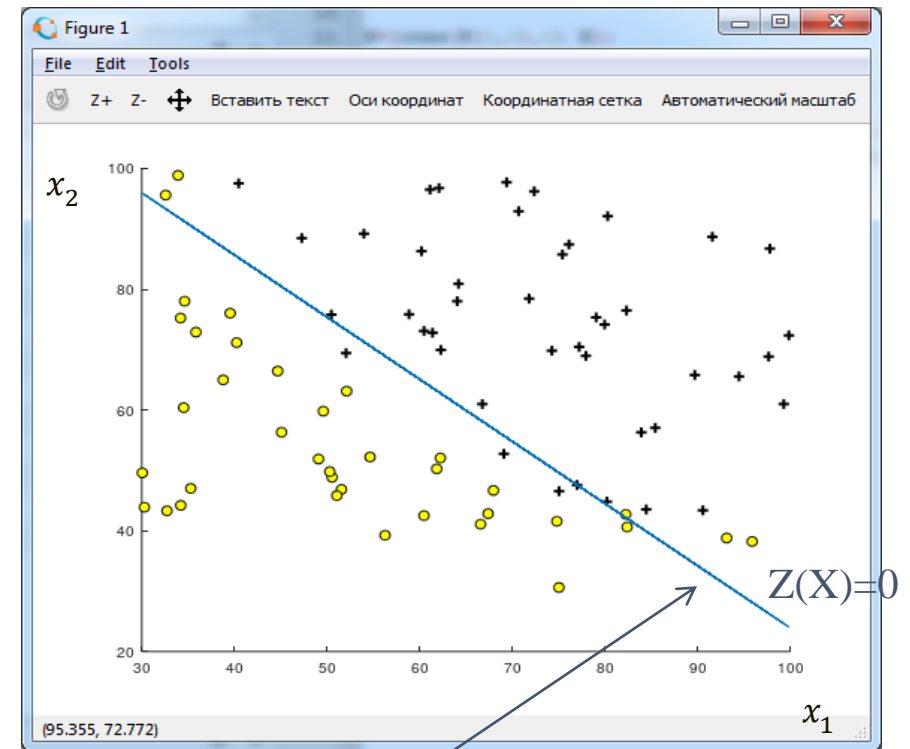 Figure 1
File Edit Tools
Z+ Z- Вставить текст Оси координат Координатная сетка Автоматический масштаб
x₂
100
80
60
40
20
30 40 50 60 70 80 90 100
Z(X)=0
x₁
(95.355, 72.772)